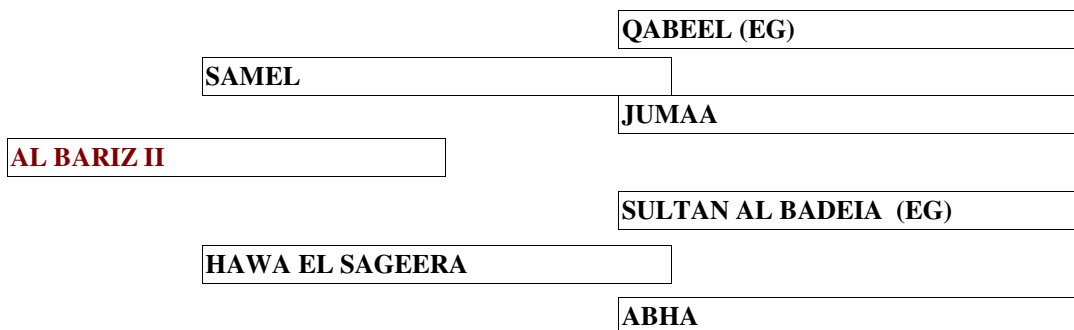 QABEEL (EG)
SAMEL
JUMAA
AL BARIZ II
SULTAN AL BADEIA (EG)
HAWA EL SAGEERA
ABHA